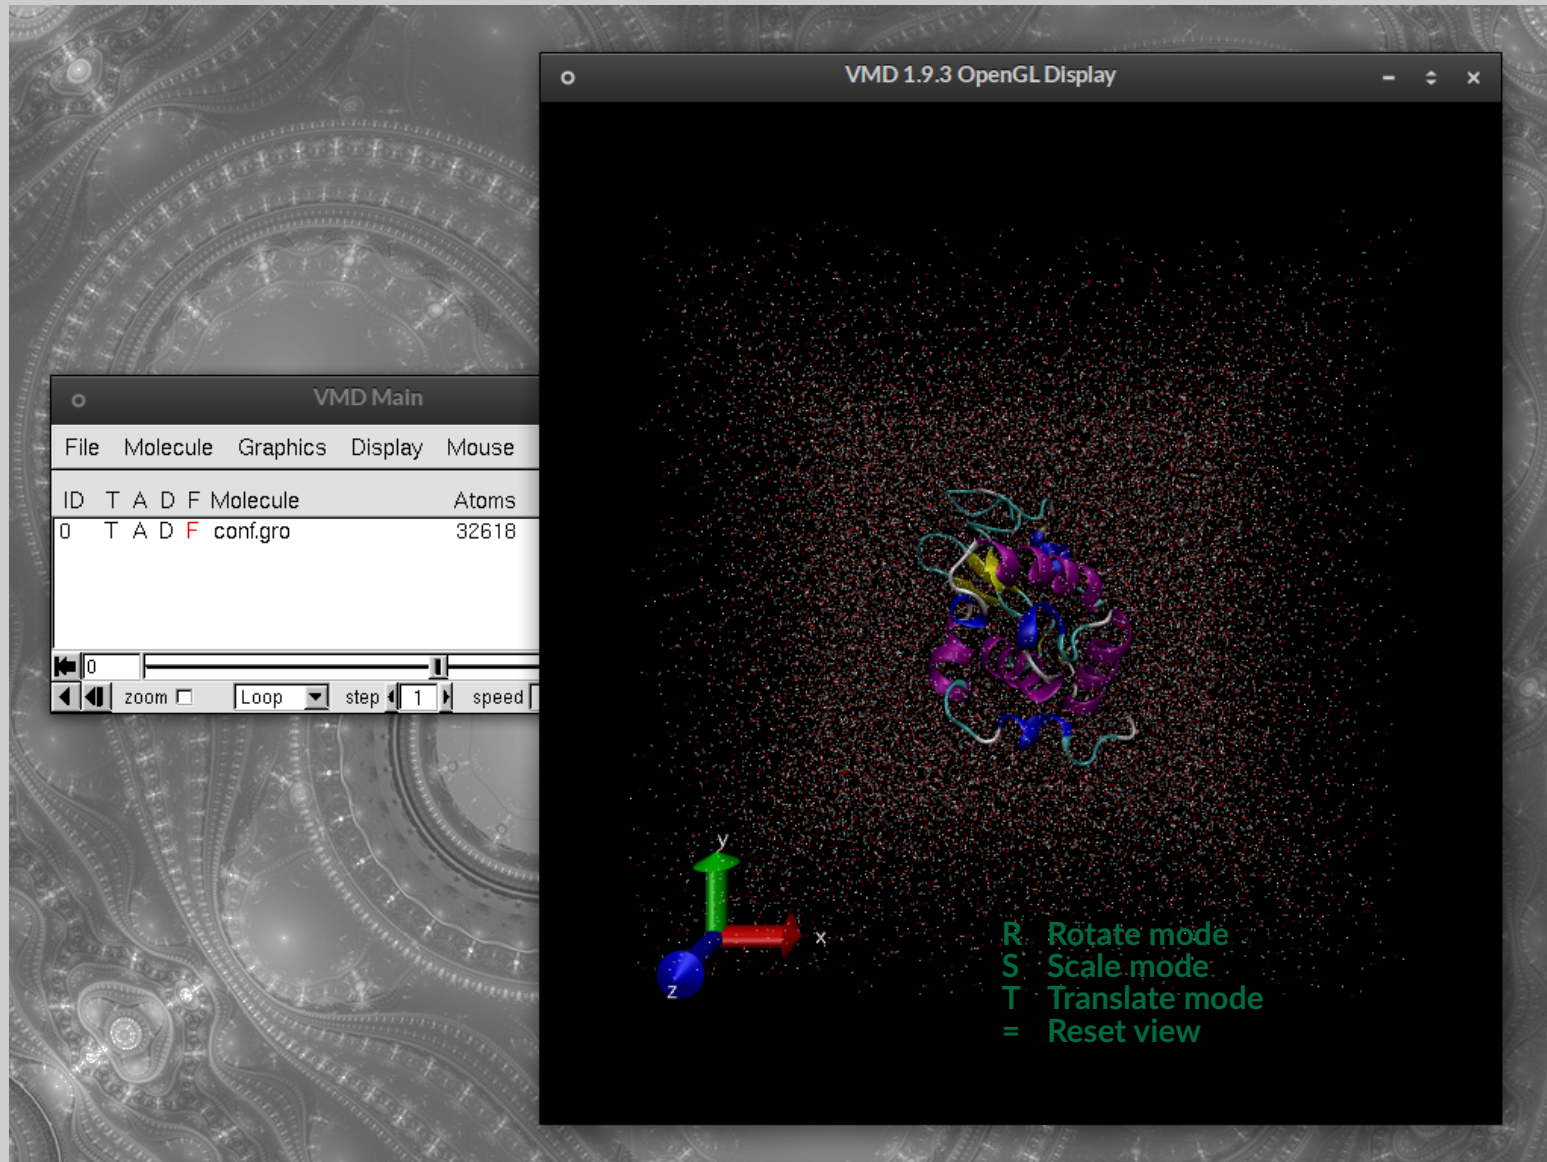 VMD 1.9.3 OpenGL Display
VMD Main
File Molecule Graphics Display Mouse
ID T A D F Molecule Atoms
0 T A D F conf.gro 32618
0
zoom Loop step 1 speed
y
x
z
R Rotate mode
S Scale mode
T Translate mode
= Reset view